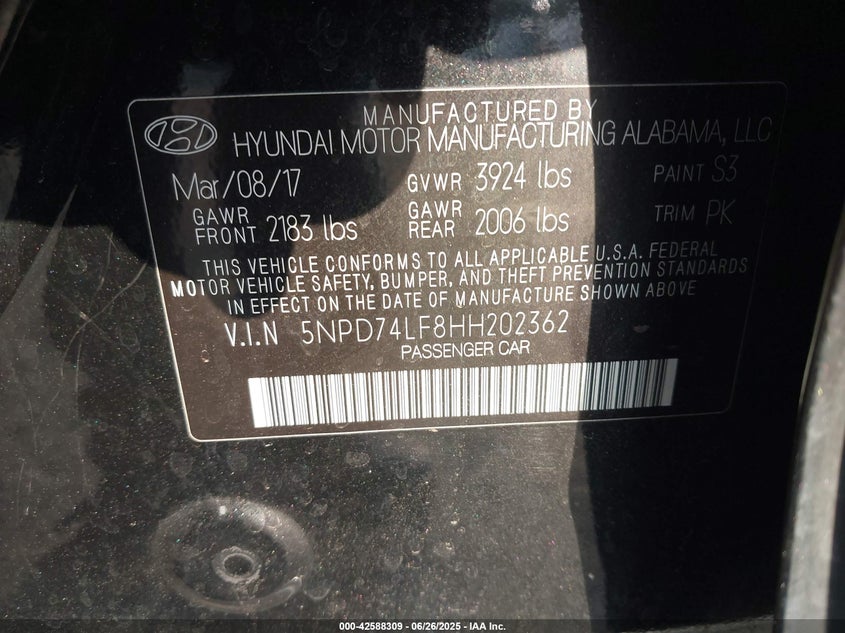 MANUFACTURED BY
HYUNDAI MOTOR MANUFACTURING ALABAMA, LLC
Mar/08/17 GVWR 3924 lbs PAINT S3
GAWR FRONT 2183 lbs GAWR REAR 2006 lbs TRIM PK
THIS VEHICLE CONFORMS TO ALL APPLICABLE U.S.A. FEDERAL
MOTOR VEHICLE SAFETY, BUMPER, AND THEFT PREVENTION STANDARDS
IN EFFECT ON THE DATE OF MANUFACTURE SHOWN ABOVE
V.I.N 5NPD74LF8HH202362
PASSENGER CAR
000-42588309 - 06/26/2025 - IAA Inc.